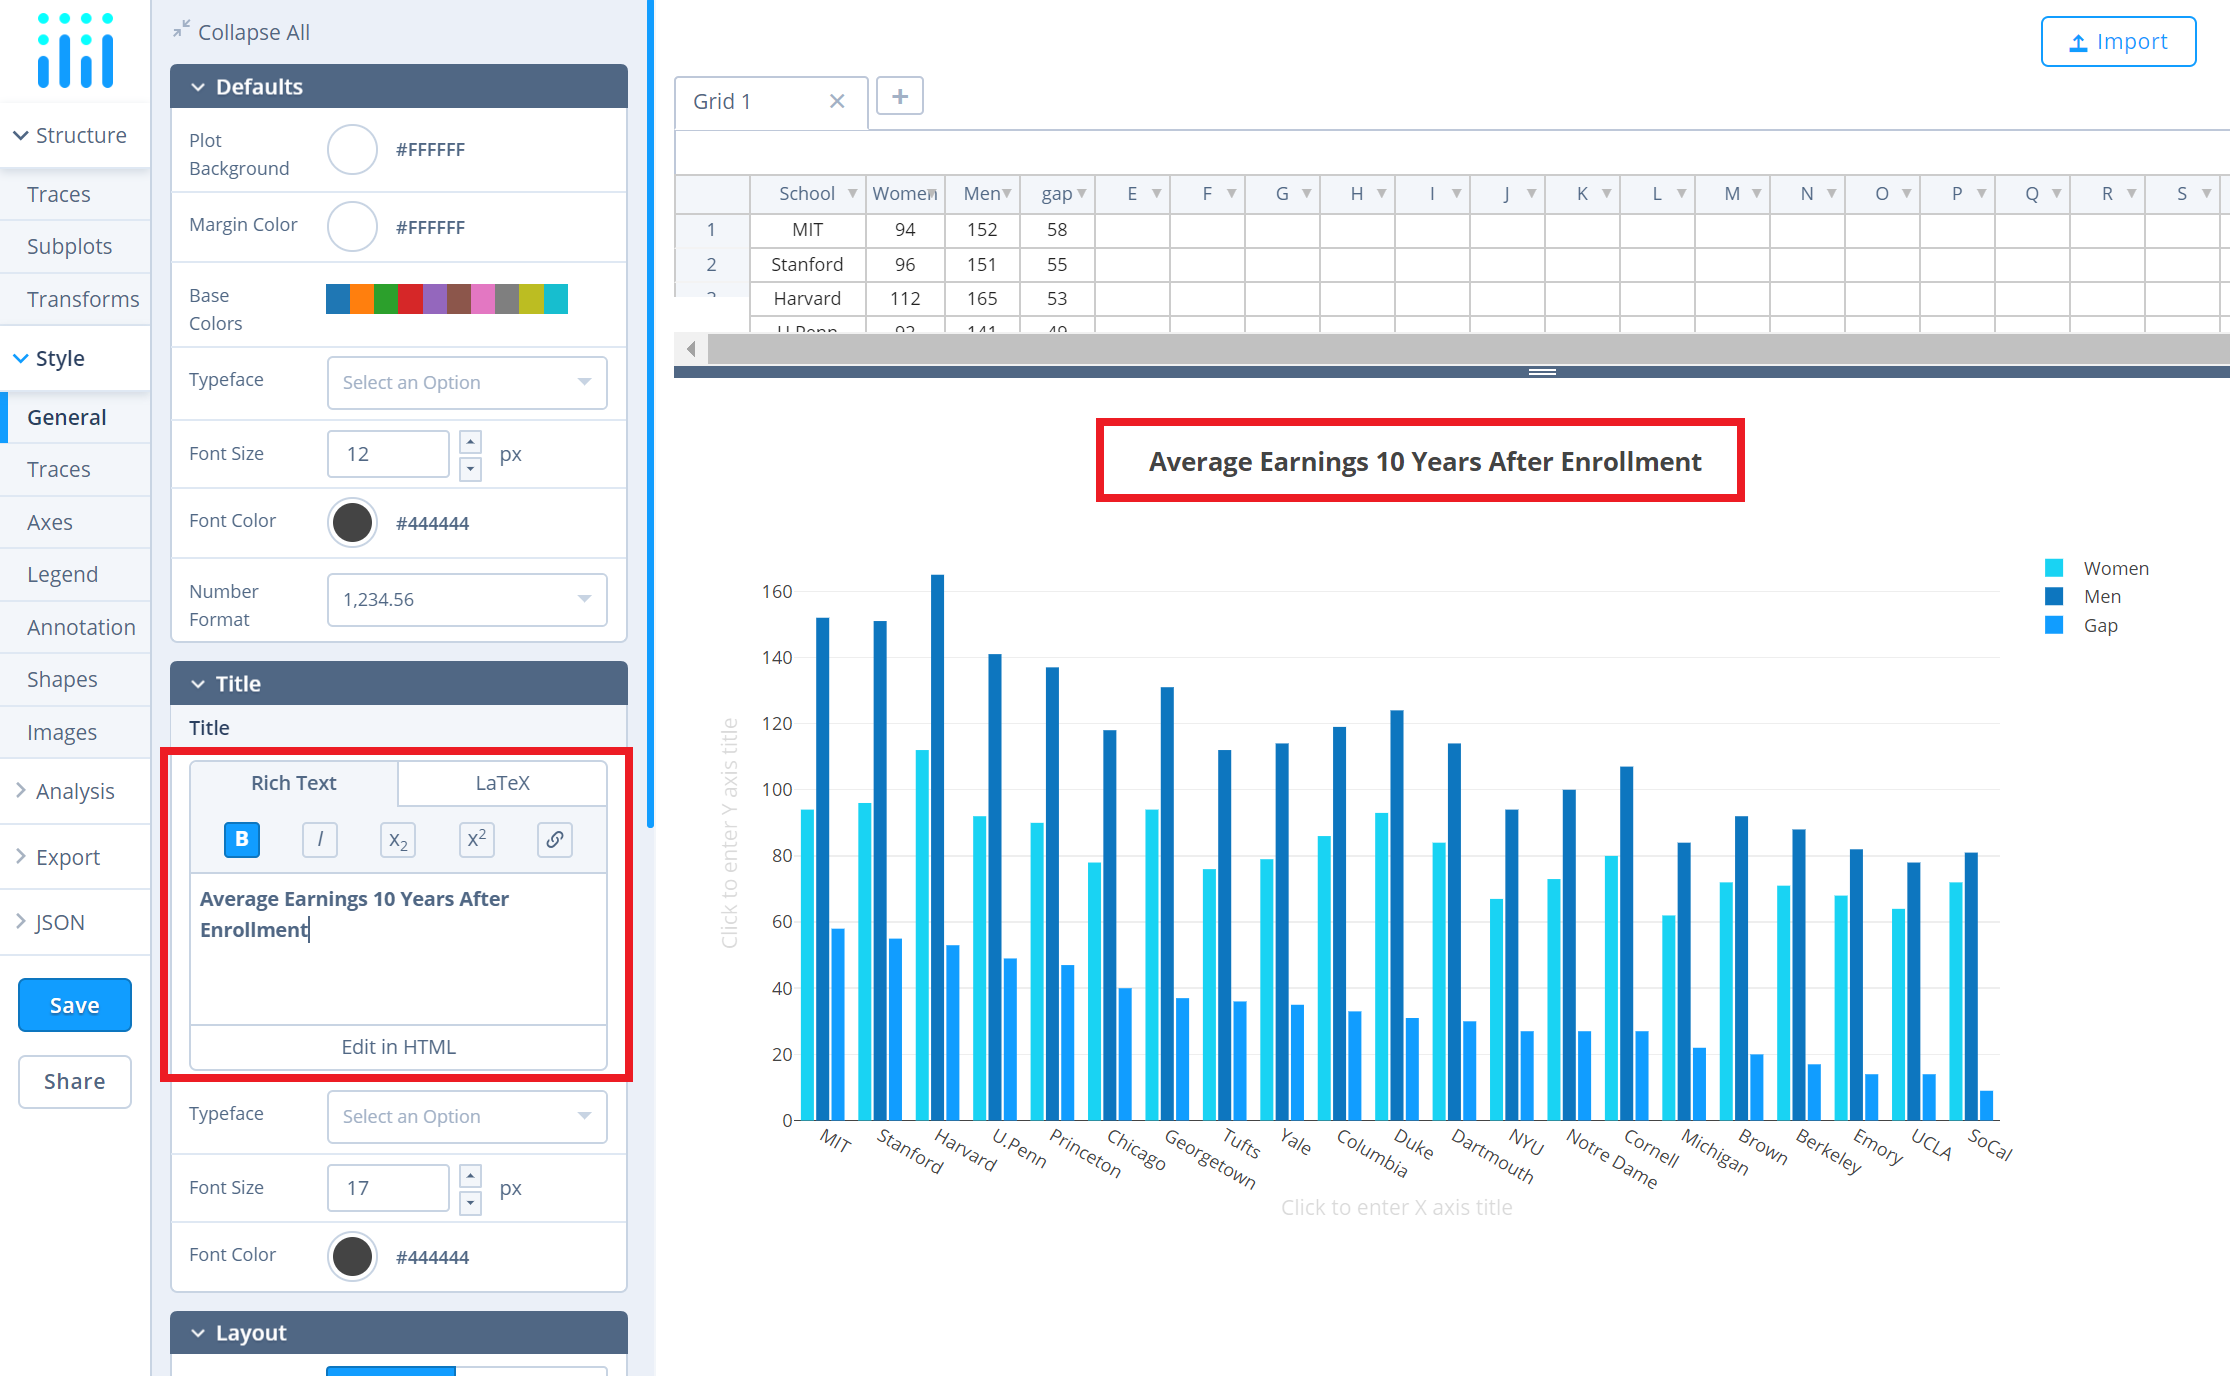 Structure
Traces
Subplots
Transforms
Style
General
Traces
Axes
Legend
Annotation
Shapes
Images
Analysis
Export
JSON
Save
Share
Collapse All
Defaults
Plot
Background
#FFFFFF
Margin Color
#FFFFFF
Base
Colors
Typeface
Select an Option
Font Size
12
px
Font Color
#444444
Number
Format
1,234.56
Title
Title
Rich Text
LaTeX
B
I
X2
X2
Average Earnings 10 Years After
Enrollment
Edit in HTML
Typeface
Select an Option
Font Size
17
px
Font Color
#444444
Layout
Import
Grid 1
School Women Men gap E F G H I J K L M N O P Q R S
1 MIT 94 152 58
2 Stanford 96 151 55
Harvard 112 165 53
U.Penn 92 141 49
Average Earnings 10 Years After Enrollment
Women
Men
Gap
160
140
120
100
80
60
40
20
0
Click to enter Y axis title
MIT
Stanford
Harvard
U.Penn
Princeton
Chicago
Georgetown
Tufts
Yale
Columbia
Duke
Dartmouth
NYU
Notre Dame
Cornell
Michigan
Brown
Berkeley
Emory
UCLA
SoCal
Click to enter X axis title